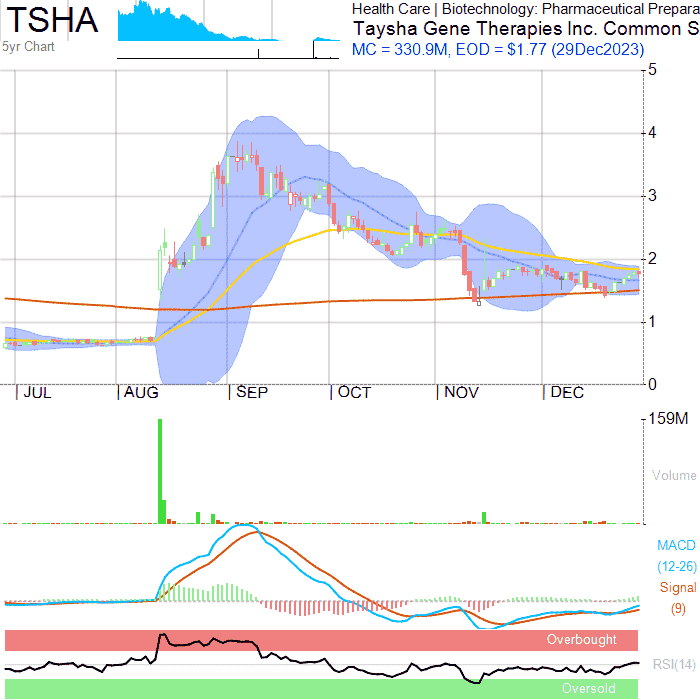 TSHA
5yr Chart
Health Care | Biotechnology: Pharmaceutical Prepara
Taysha Gene Therapies Inc. Common S
MC = 330.9M, EOD = $1.77 (29Dec2023)
5
4
3
2
1
0
JUL AUG SEP OCT NOV DEC
159M
Volume
MACD
(12-26)
Signal
(9)
Overbought
RSI(14)
Oversold